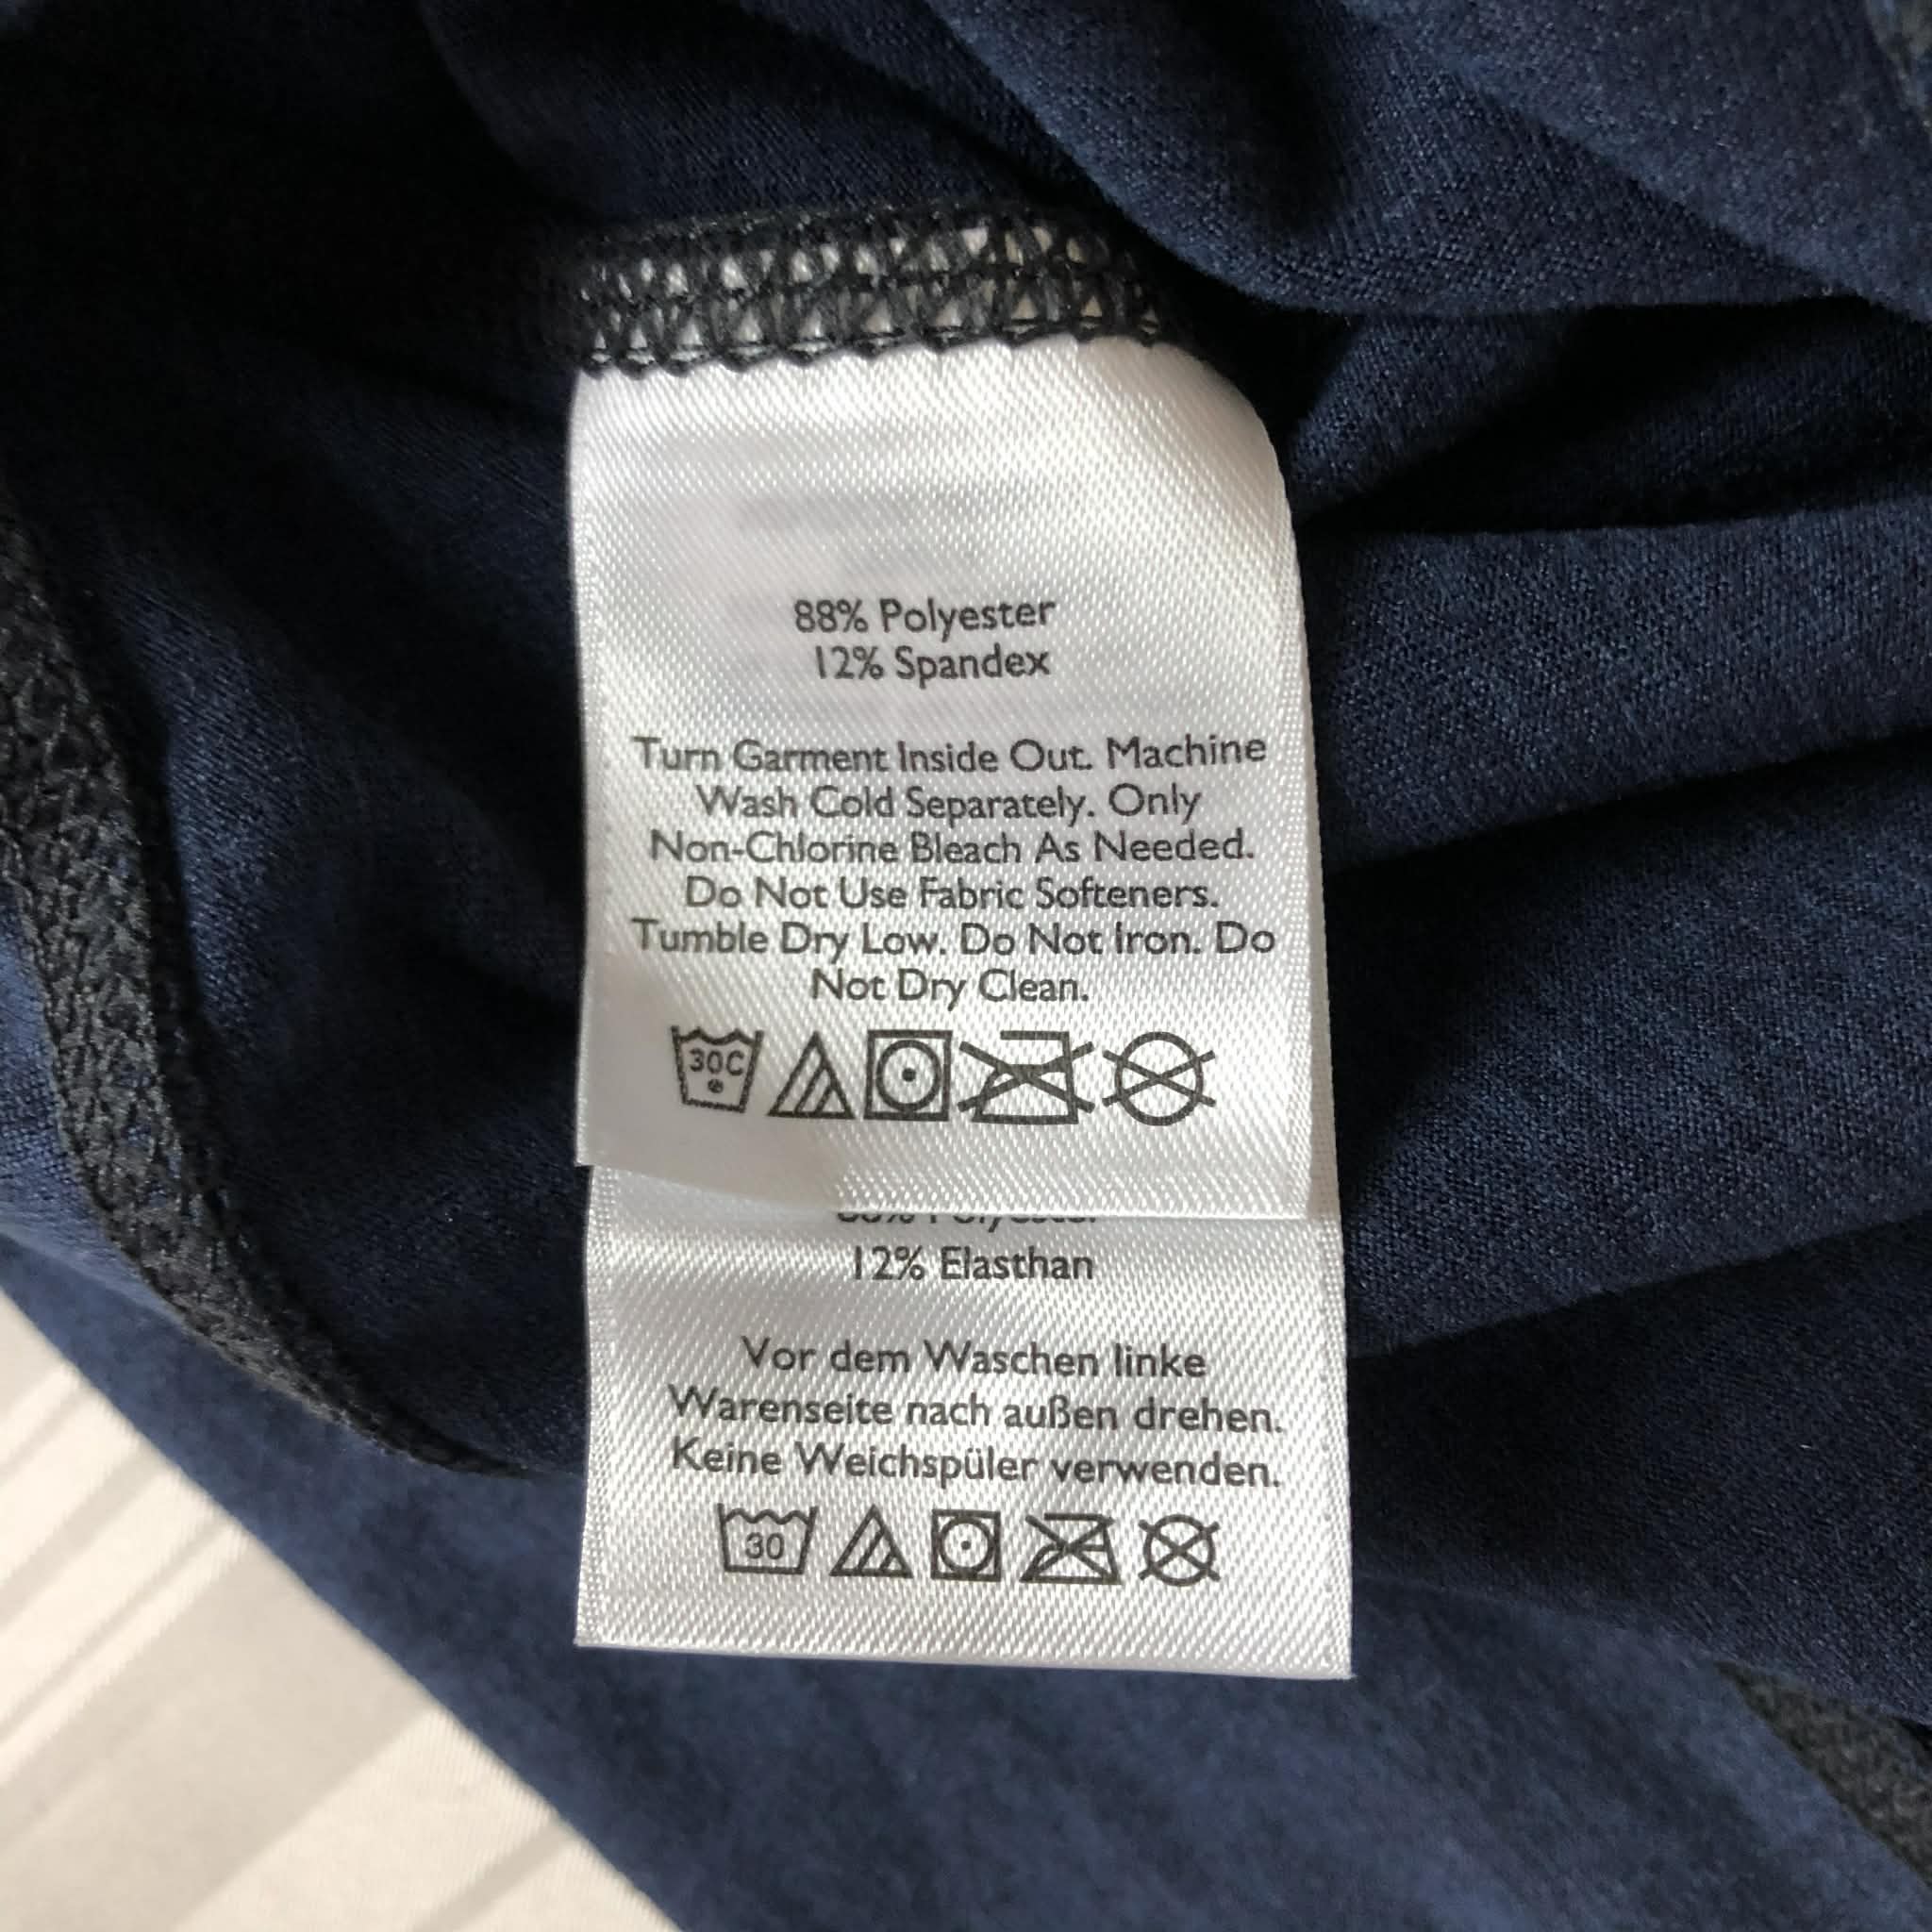 88% Polyester
12% Spandex
Turn Garment Inside Out. Machine
Wash Cold Separately. Only
Non-Chlorine Bleach As Needed.
Do Not Use Fabric Softeners.
Tumble Dry Low. Do Not Iron. Do
Not Dry Clean.
30C
12% Elasthan
Vor dem Waschen linke
Warenseite nach außen drehen.
Keine Weichspüler verwenden.
30